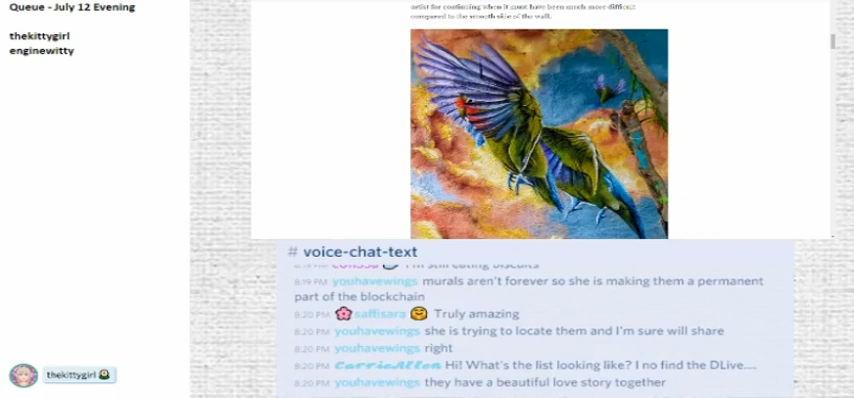 Queue - July 12 Evening
thekittygirl
enginewitty
artist for continuing when it must have been much more difficult
compared to the smooth side of the wall.
# voice-chat-text
I'm still eating biscuits
8:19 PM youhavewings murals aren't forever so she is making them a permanent
part of the blockchain
8:20 PM saffisara Truly amazing
8:20 PM youhavewings she is trying to locate them and I'm sure will share
8:20 PM youhavewings right
8:20 PM CarrieAllen Hi! What's the list looking like? I no find the DLive....
8:20 PM youhavewings they have a beautiful love story together
thekittygirl